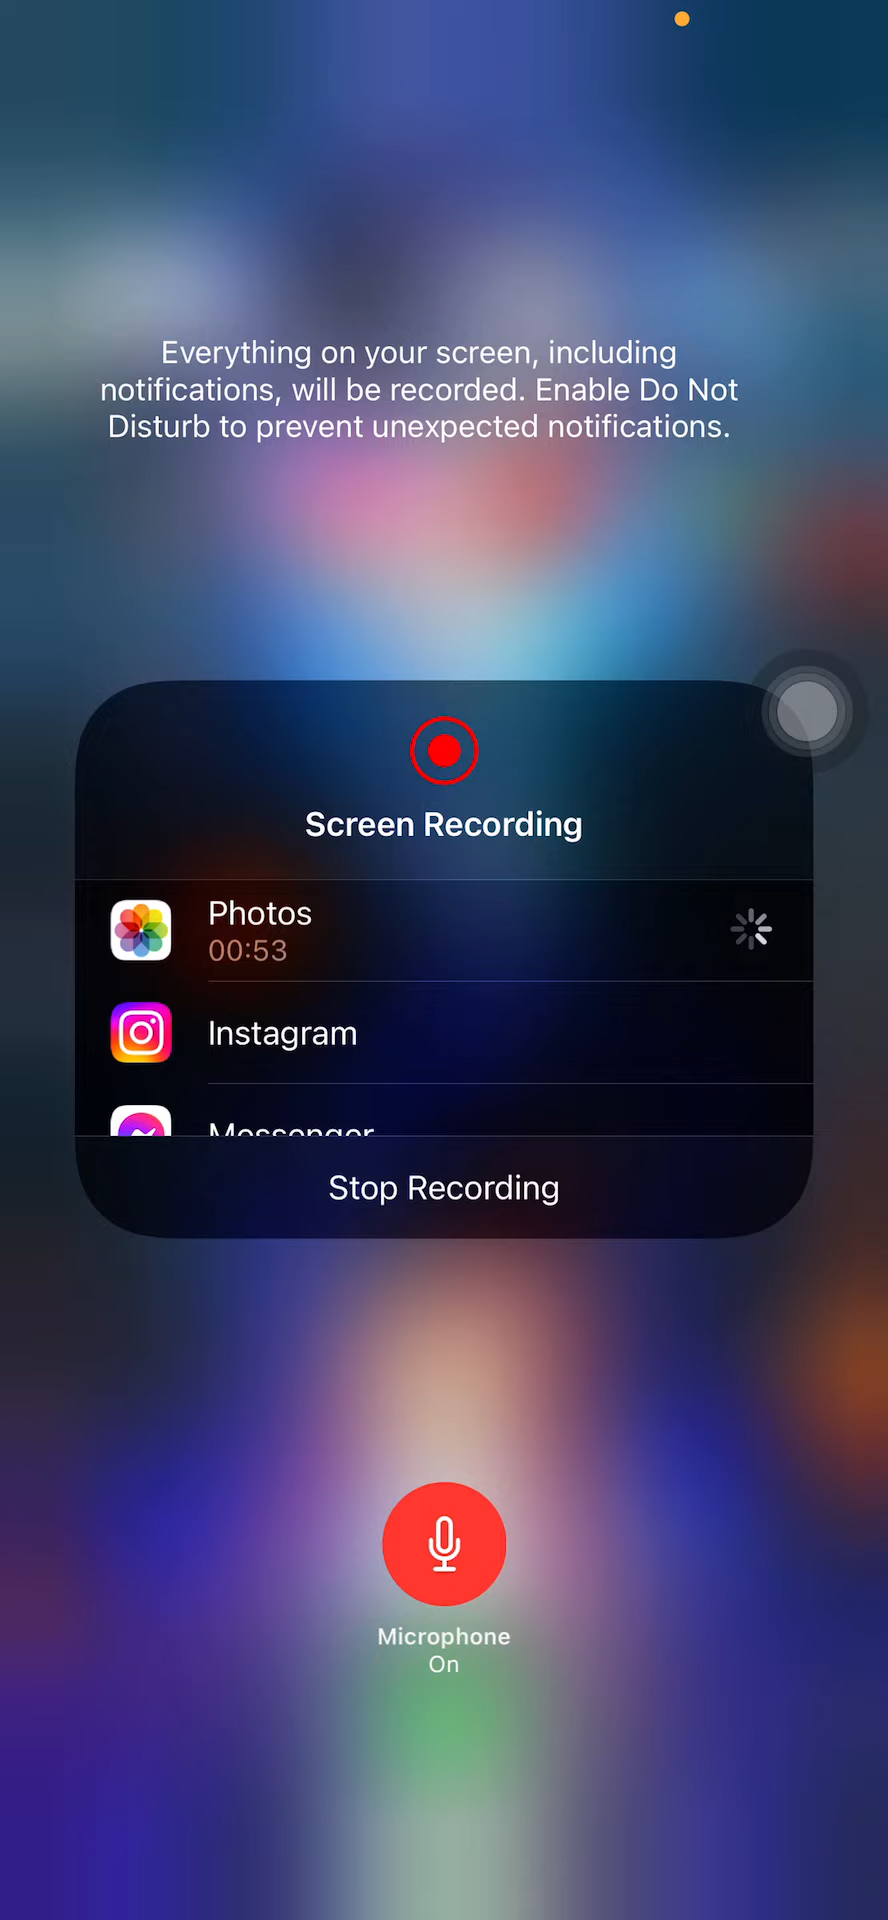 Everything on your screen, including
notifications, will be recorded. Enable Do Not
Disturb to prevent unexpected notifications.
Screen Recording
Photos
00:53
Instagram
Messenger
Stop Recording
Microphone
On